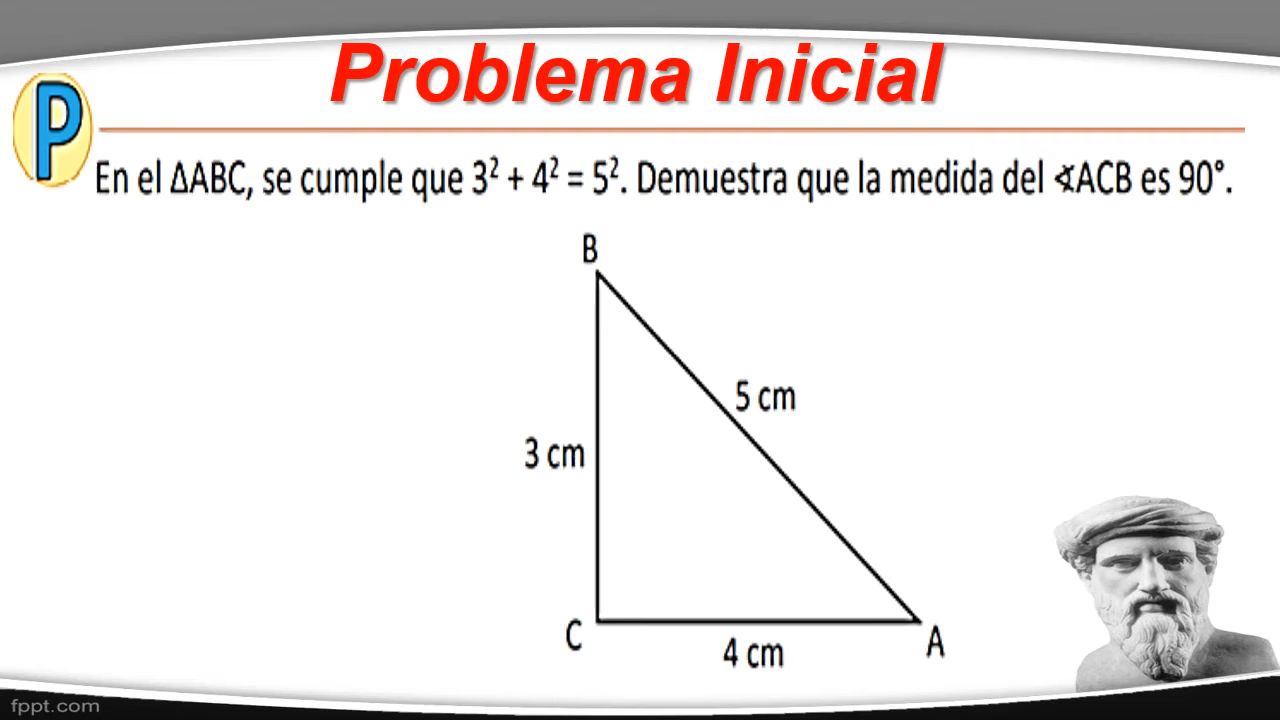 Problema Inicial
P
En el ΔABC, se cumple que 3² + 4² = 5². Demuestra que la medida del ∢ACB es 90°.
B
5 cm
3 cm
C
4 cm
A
fppt.com